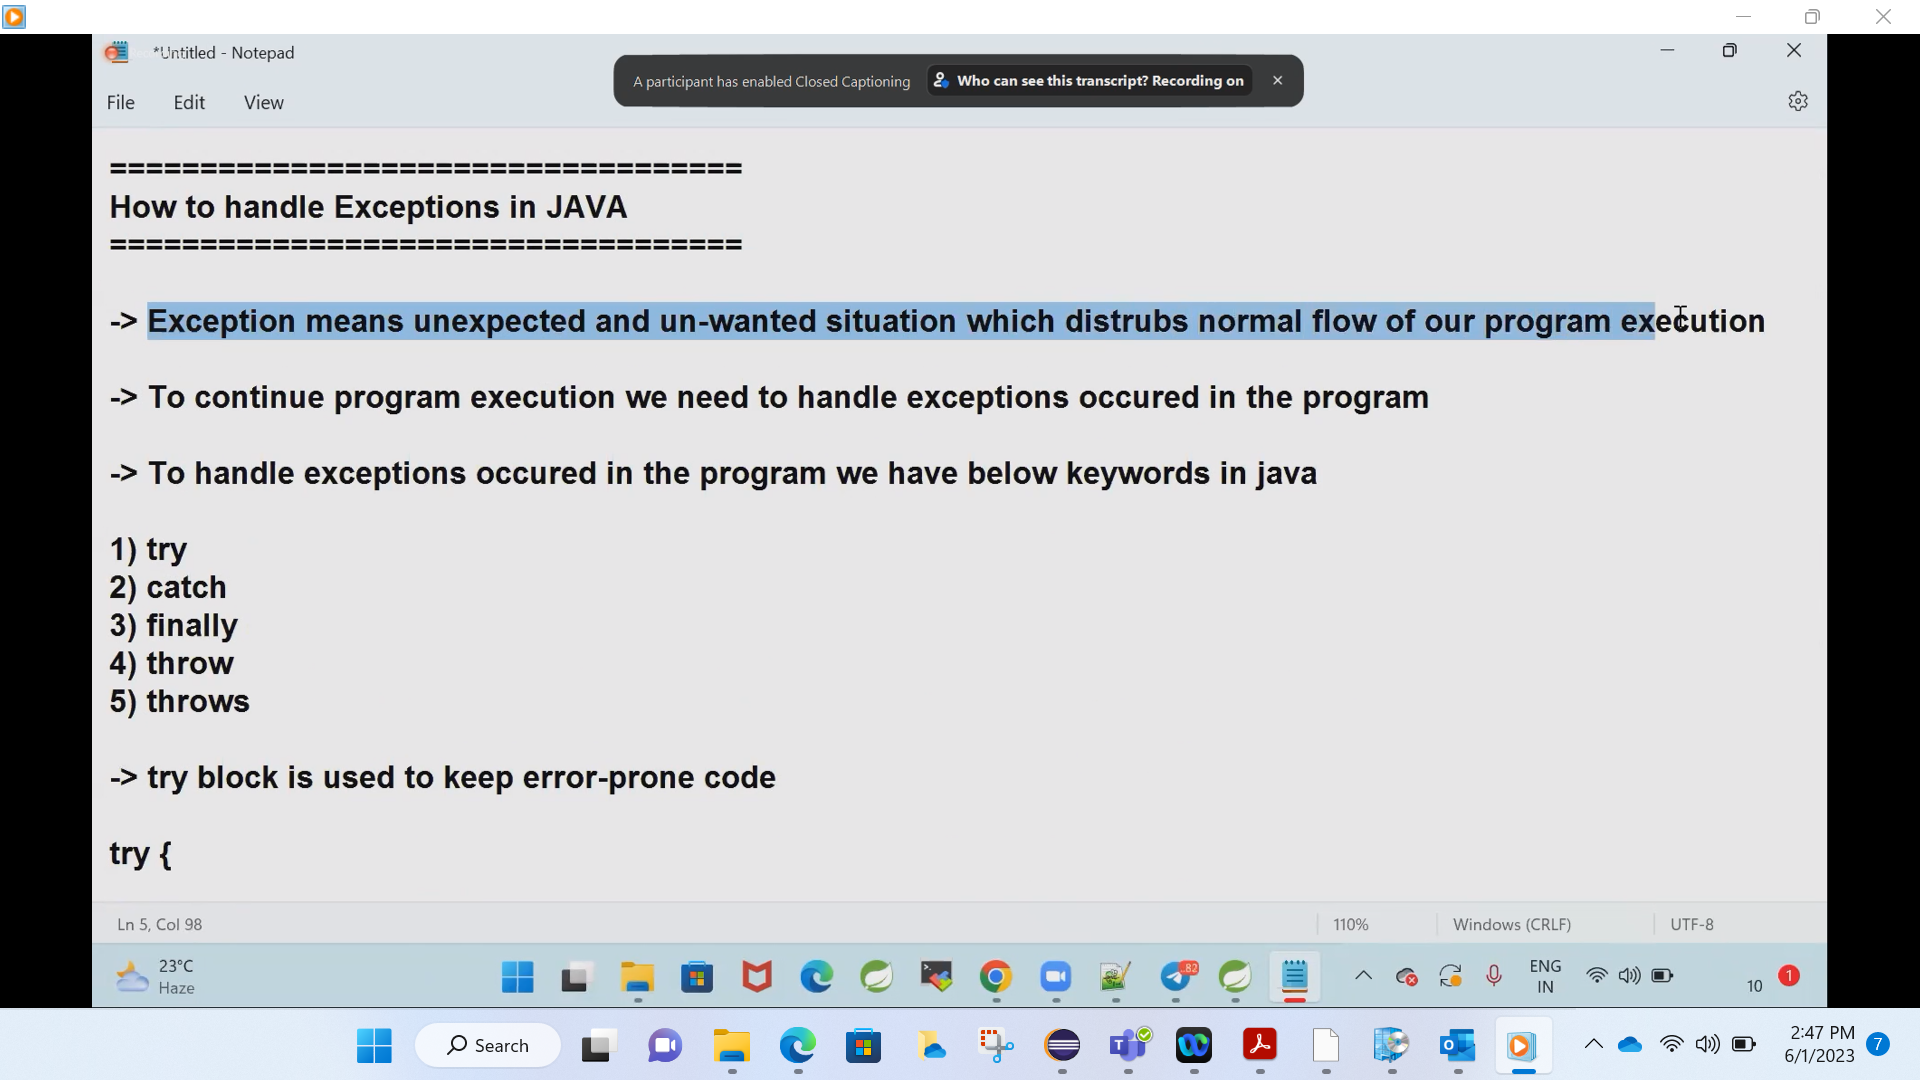 *Untitled - Notepad
A participant has enabled Closed Captioning
Who can see this transcript? Recording on
File Edit View
===================================
How to handle Exceptions in JAVA
===================================
-> Exception means unexpected and un-wanted situation which distrubs normal flow of our program execution
-> To continue program execution we need to handle exceptions occured in the program
-> To handle exceptions occured in the program we have below keywords in java
1) try
2) catch
3) finally
4) throw
5) throws
-> try block is used to keep error-prone code
try {
Ln 5, Col 98
110%
Windows (CRLF)
UTF-8
23°C
Haze
82
ENG
IN
10
1
Search
2:47 PM
6/1/2023
7